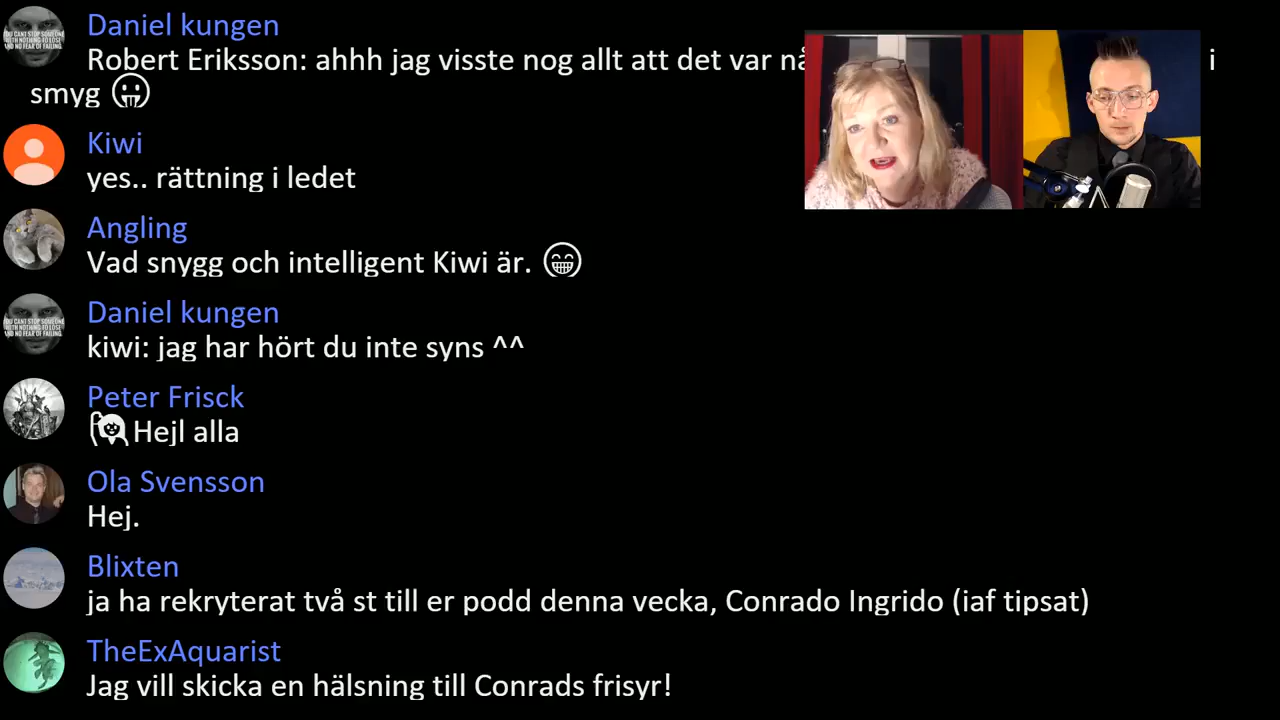 Daniel kungen
Robert Eriksson: ahhh jag visste nog allt att det var i
smyg
Kiwi
yes.. rättning i ledet
Angling
Vad snygg och intelligent Kiwi är.
Daniel kungen
kiwi: jag har hört du inte syns ^^
Peter Frisck
Hejl alla
Ola Svensson
Hej.
Blixten
ja ha rekryterat två st till er podd denna vecka, Conrado Ingrido (iaf tipsat)
TheExAquarist
Jag vill skicka en hälsning till Conrads frisyr!